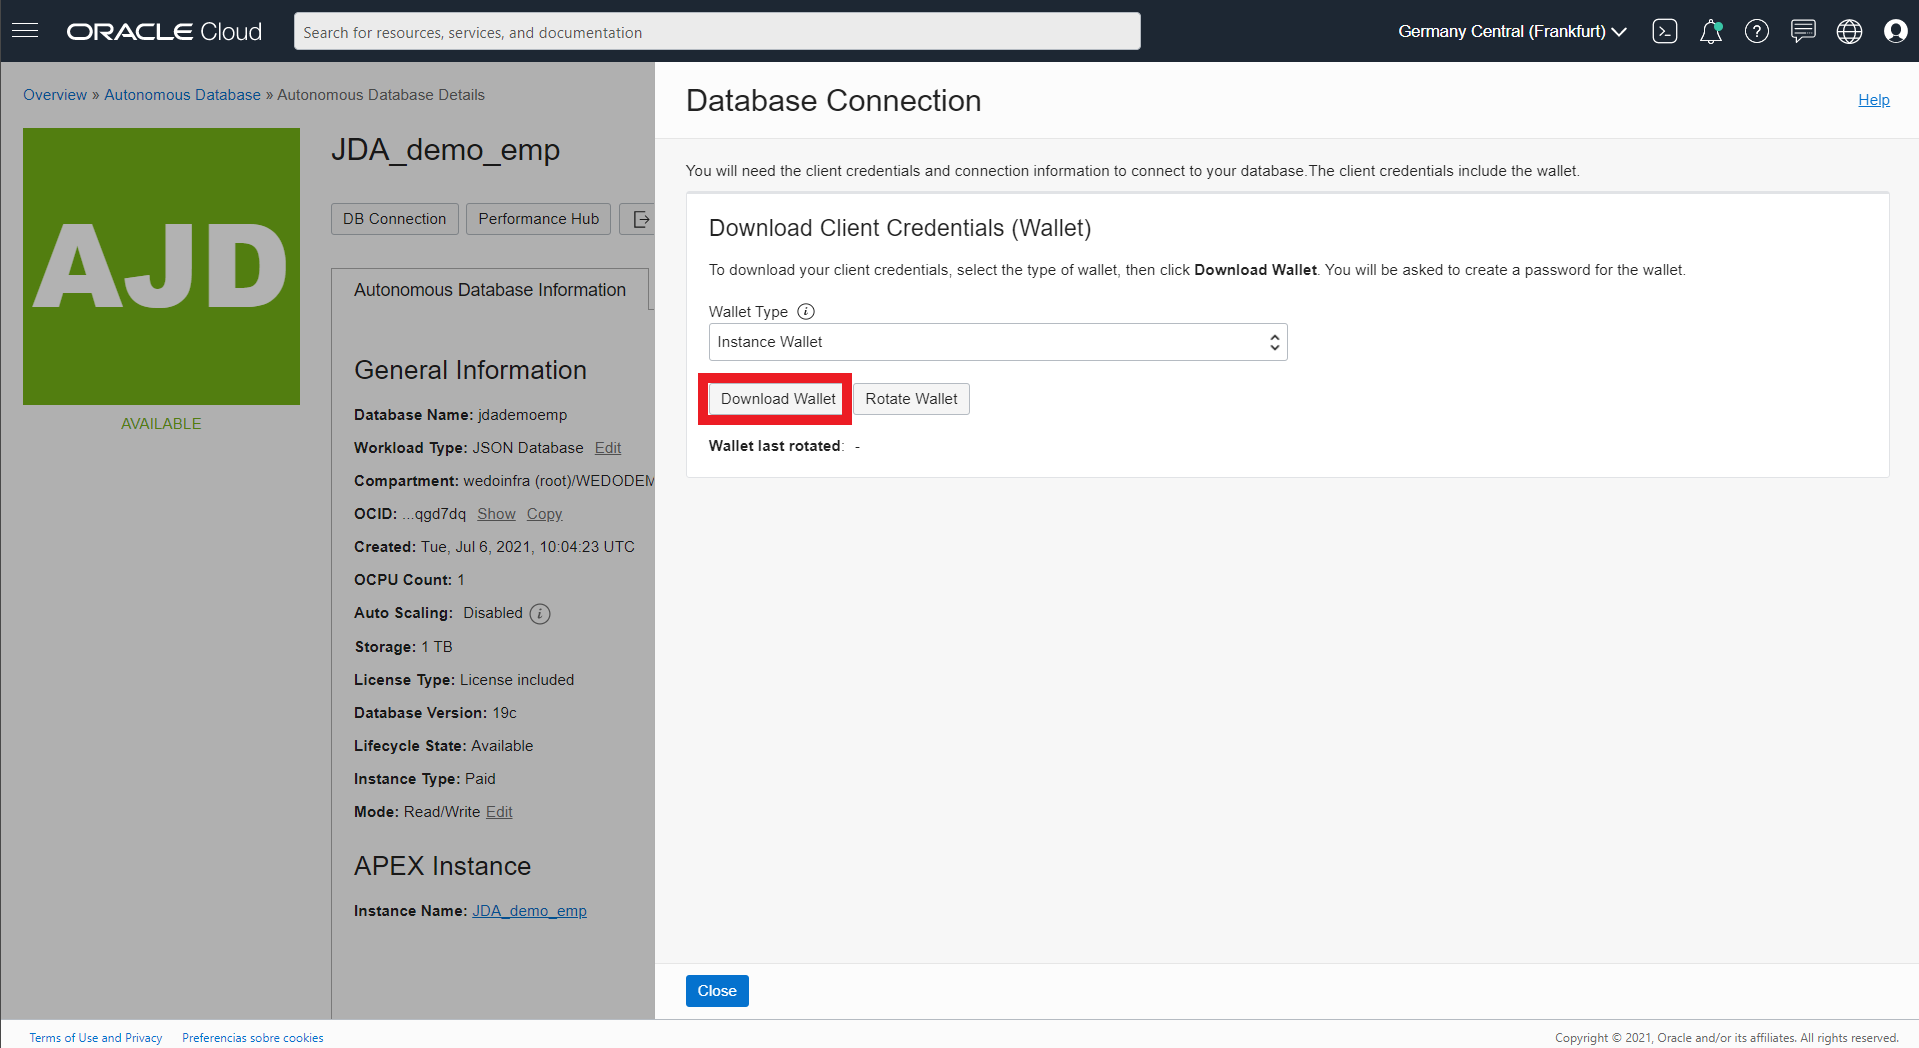 ORACLE Cloud
Search for resources, services, and documentation
Germany Central (Frankfurt)
Overview » Autonomous Database » Autonomous Database Details
AJD
AVAILABLE
JDA_demo_emp
DB Connection
Performance Hub
Autonomous Database Information
General Information
Database Name: jdademoemp
Workload Type: JSON Database Edit
Compartment: wedoinfra (root)/WEDODEM
OCID: ...qgd7dq Show Copy
Created: Tue, Jul 6, 2021, 10:04:23 UTC
OCPU Count: 1
Auto Scaling: Disabled
Storage: 1 TB
License Type: License included
Database Version: 19c
Lifecycle State: Available
Instance Type: Paid
Mode: Read/Write Edit
APEX Instance
Instance Name: JDA_demo_emp
Database Connection
Help
You will need the client credentials and connection information to connect to your database.The client credentials include the wallet.
Download Client Credentials (Wallet)
To download your client credentials, select the type of wallet, then click Download Wallet. You will be asked to create a password for the wallet.
Wallet Type
Instance Wallet
Download Wallet
Rotate Wallet
Wallet last rotated: -
Close
Terms of Use and Privacy
Preferencias sobre cookies
Copyright © 2021, Oracle and/or its affiliates. All rights reserved.